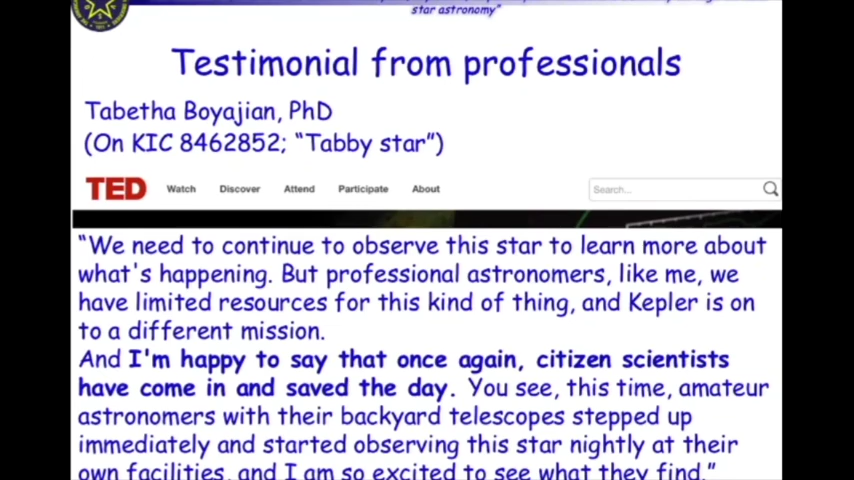 star astronomy"
Testimonial from professionals
Tabetha Boyajian, PhD
(On KIC 8462852; "Tabby star")
TED Watch Discover Attend Participate About Search...
"We need to continue to observe this star to learn more about
what's happening. But professional astronomers, like me, we
have limited resources for this kind of thing, and Kepler is on
to a different mission.
And I'm happy to say that once again, citizen scientists
have come in and saved the day. You see, this time, amateur
astronomers with their backyard telescopes stepped up
immediately and started observing this star nightly at their
own facilities, and I am so excited to see what they find."